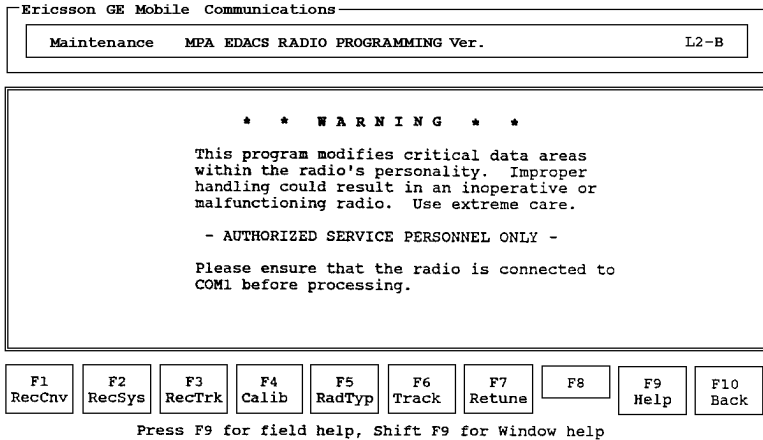 Ericsson GE Mobile Communications
Maintenance MPA EDACS RADIO PROGRAMMING Ver. L2-B
* * W A R N I N G * *
This program modifies critical data areas
within the radio's personality. Improper
handling could result in an inoperative or
malfunctioning radio. Use extreme care.
- AUTHORIZED SERVICE PERSONNEL ONLY -
Please ensure that the radio is connected to
COM1 before processing.
F1 F2 F3 F4 F5 F6 F7 F8 F9 F10
RecCnv RecSys RecTrk Calib RadTyp Track Retune Help Back
Press F9 for field help, Shift F9 for Window help